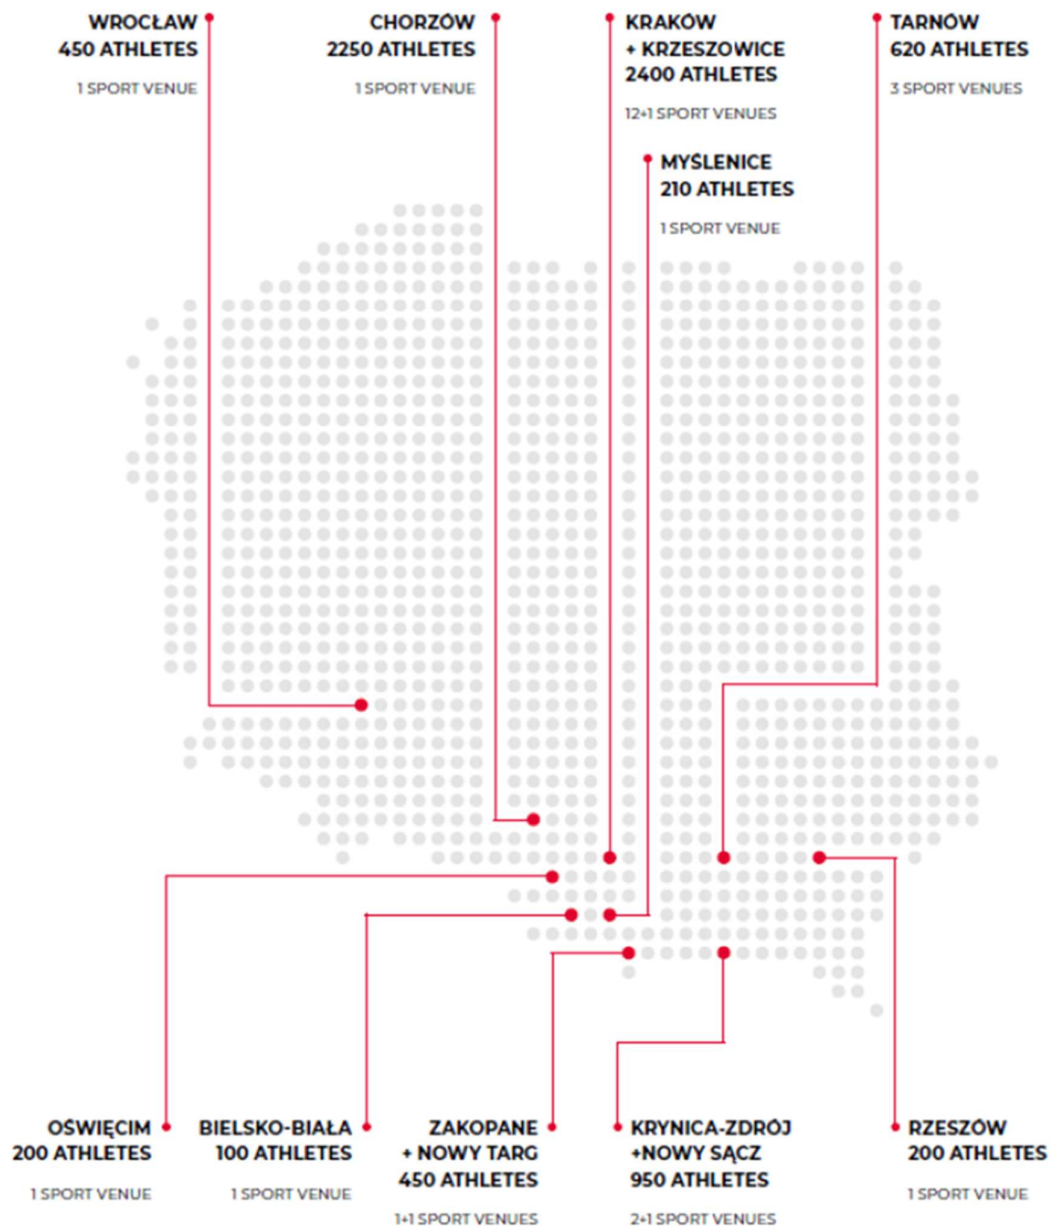 WROCŁAW
450 ATHLETES
1 SPORT VENUE
CHORZÓW
2250 ATHLETES
1 SPORT VENUE
KRAKÓW
+ KRZESZOWICE
2400 ATHLETES
12+1 SPORT VENUES
TARNÓW
620 ATHLETES
3 SPORT VENUES
MYŚLENICE
210 ATHLETES
1 SPORT VENUE
OŚWIĘCIM
200 ATHLETES
1 SPORT VENUE
BIELSKO-BIAŁA
100 ATHLETES
1 SPORT VENUE
ZAKOPANE
+ NOWY TARG
450 ATHLETES
1+1 SPORT VENUES
KRYNICA-ZDRÓJ
+NOWY SĄCZ
950 ATHLETES
2+1 SPORT VENUES
RZESZÓW
200 ATHLETES
1 SPORT VENUE